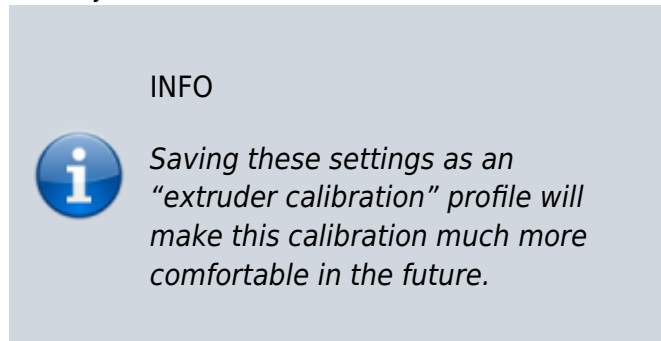 INFO
Saving these settings as an
“extruder calibration” profile will
make this calibration much more
comfortable in the future.